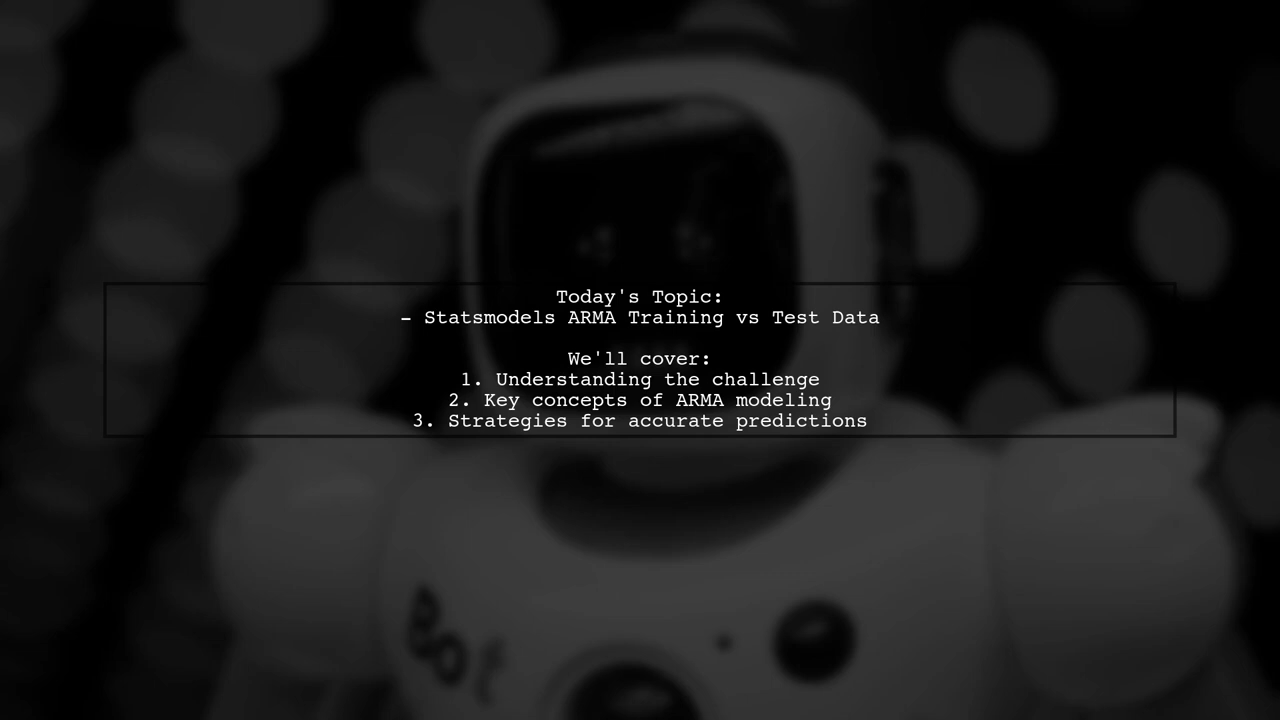 Today's Topic:
– Statsmodels ARMA Training vs Test Data
We'll cover:
1. Understanding the challenge
2. Key concepts of ARMA modeling
3. Strategies for accurate predictions
Bot